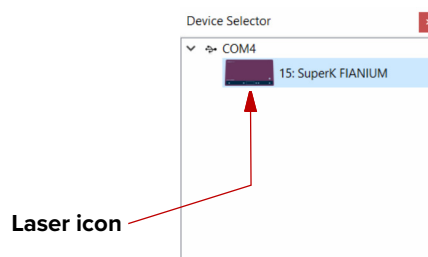 Device Selector
COM4
15: SuperK FIANIUM
Laser icon